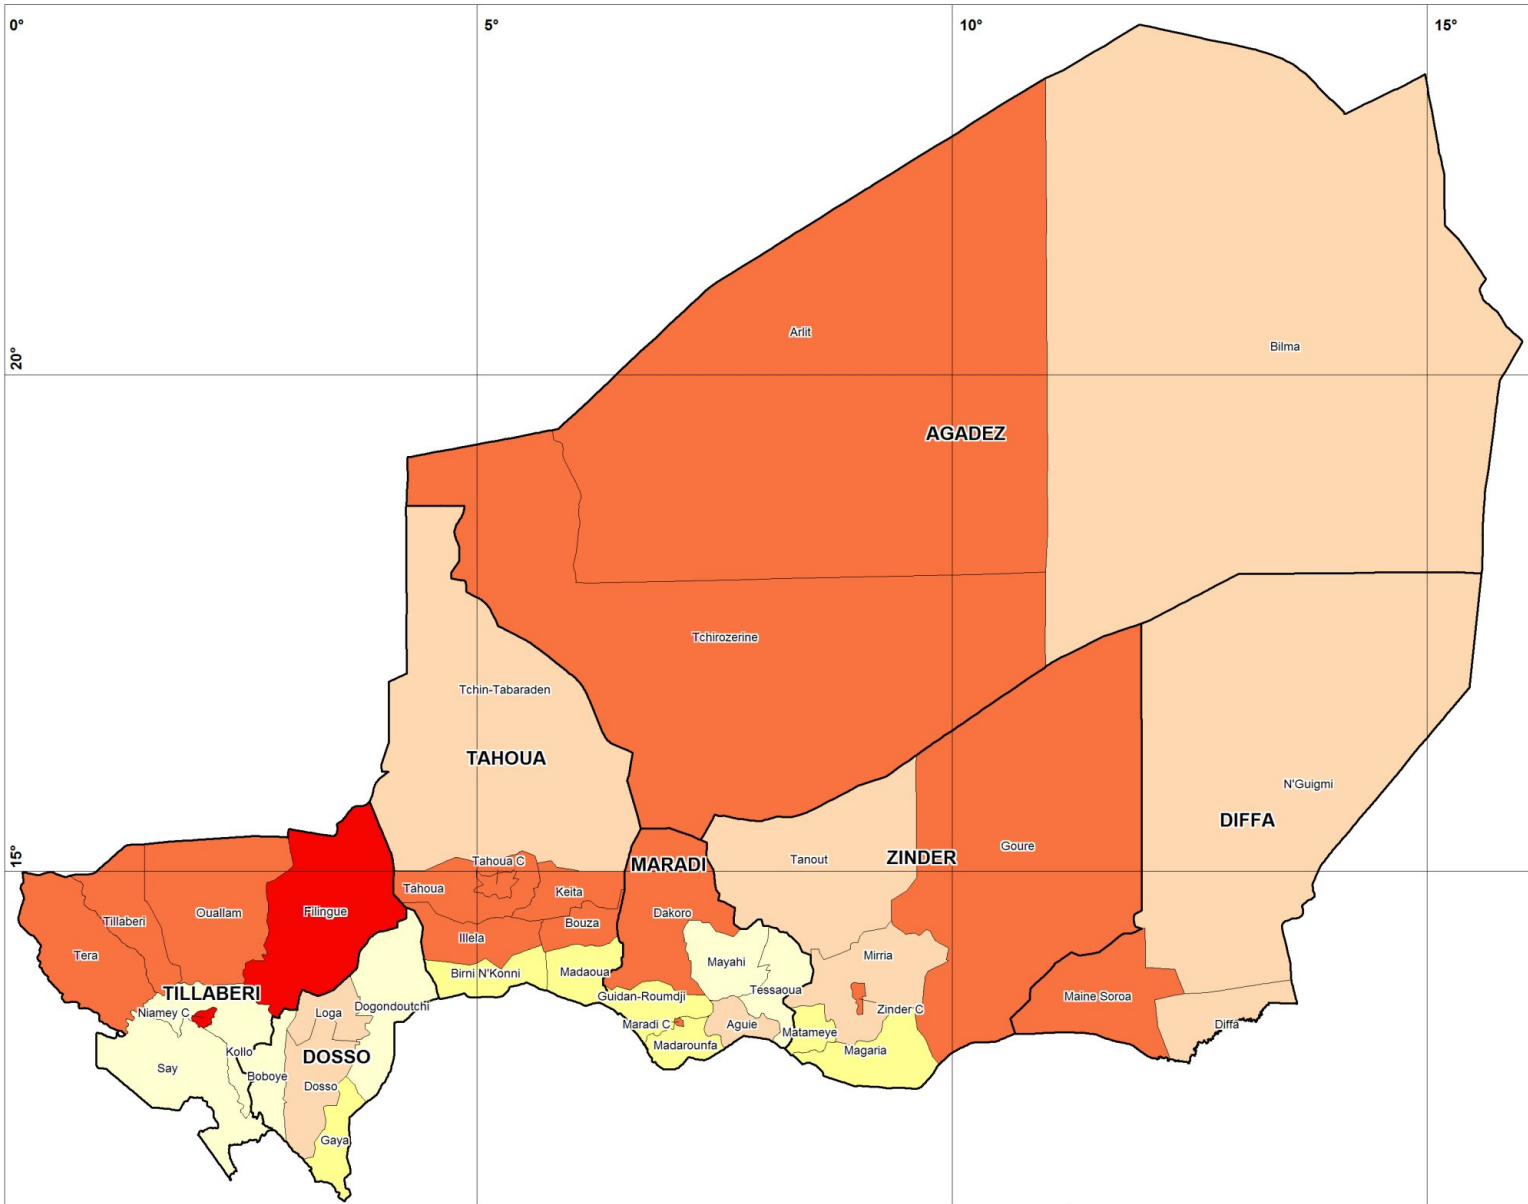 0°
5°
10°
15°
Arlit
Bilma
20°
AGADEZ
Tchirozerine
Tchin-Tabaraden
TAHOUA
N'Guigmi
DIFFA
Goure
ZINDER
Tanout
15°
Tahoua C
MARADI
Tahoua
Keita
Filingue
Ouallam
Tillaberi
Dakoro
Bouza
Illela
Tera
Mirria
Mayahi
Birni N'Konni
Madaoua
Tessaoua
TILLABERI
Guidan-Roumdji
Maine Soroa
Dogondoutchi
Zinder C
Niamey C
Loga
Maradi C
Aguie
Diffa
Matameye
Madarounfa
Magaria
Kollo
DOSSO
Say
Boboye
Dosso
Gaya